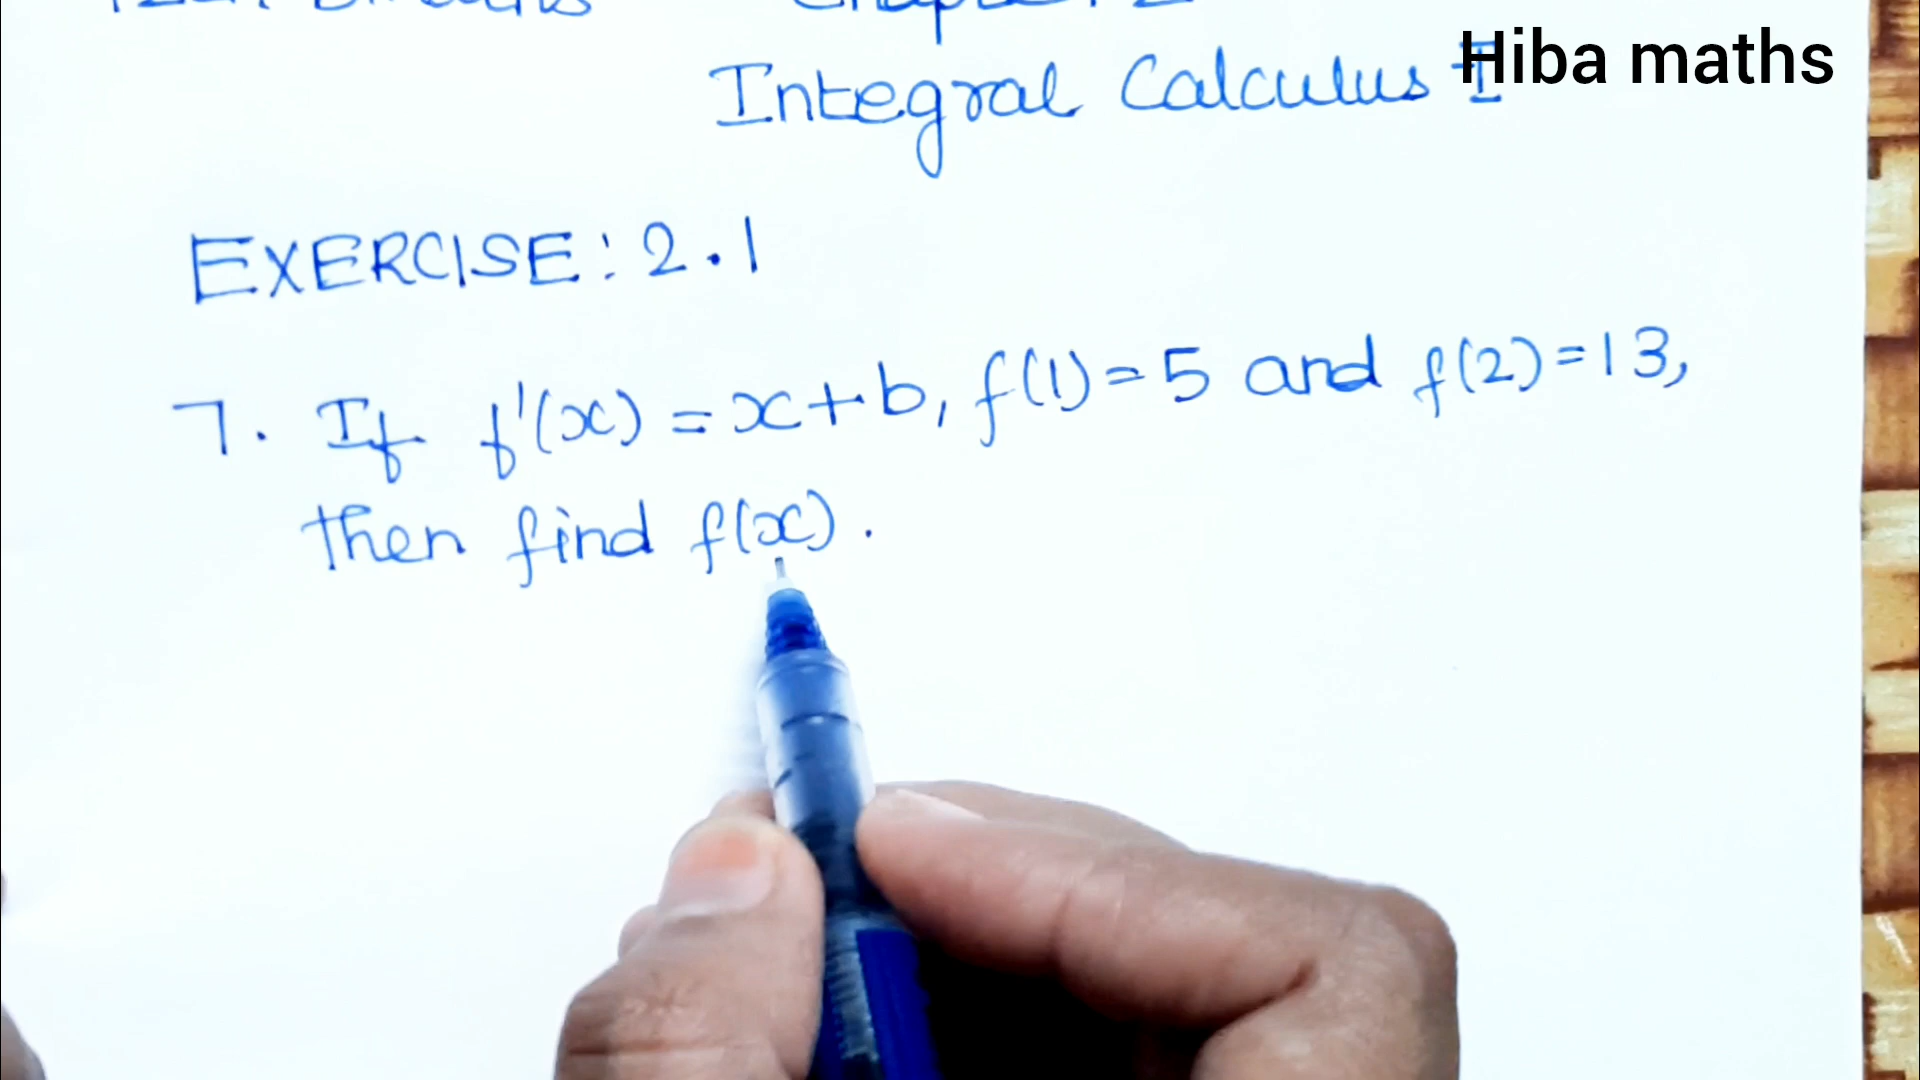 Hiba maths
Integral Calculus I
EXERCISE: 2.1
7. If f'(x) = x+b, f(1)=5 and f(2)=13,
then find f(x).